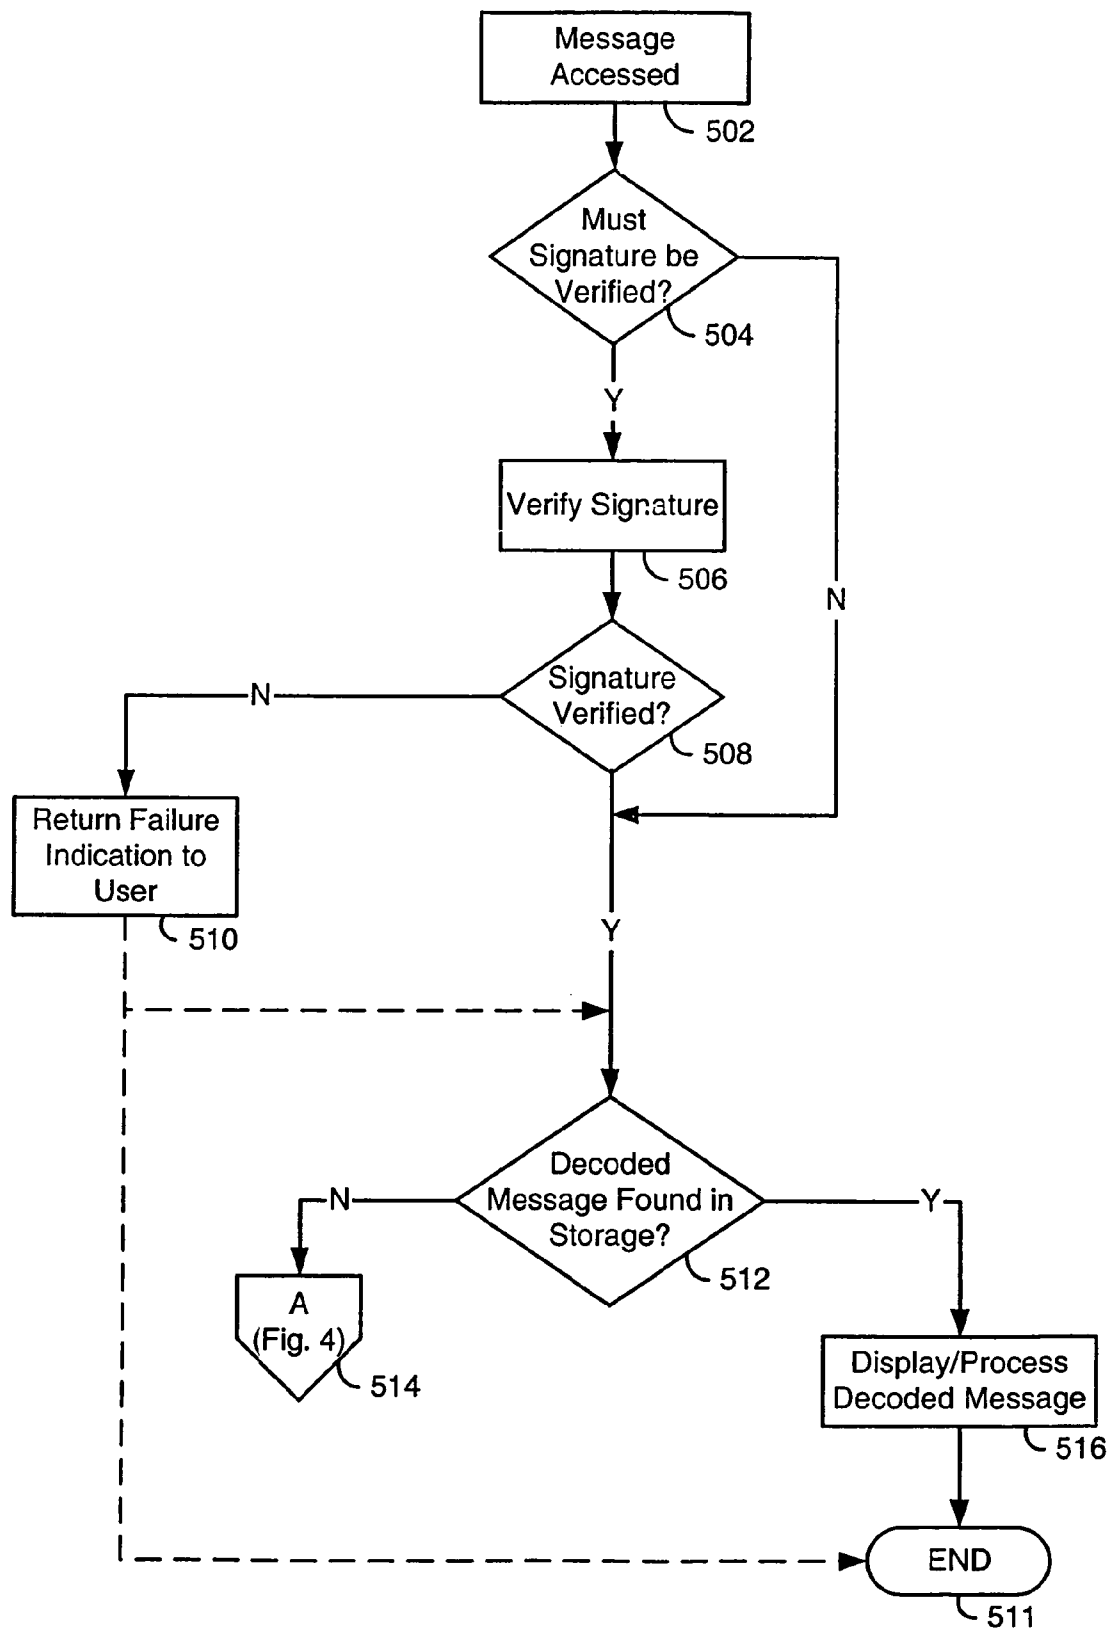 Message
Accessed
502
Must
Signature be
Verified?
504
Y
Verify Signature
506
N
Signature
Verified?
508
N
Return Failure
Indication to
User
510
Y
Decoded
Message Found in
Storage?
512
N
Y
A
(Fig. 4)
514
Display/Process
Decoded Message
516
END
511